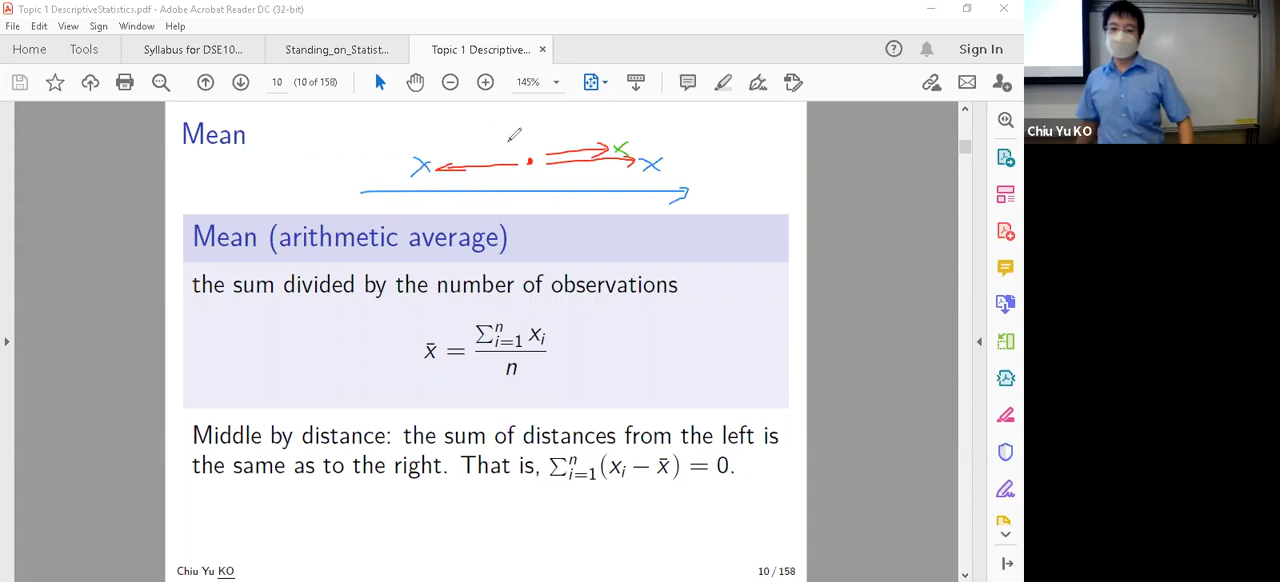 Topic 1 DescriptiveStatistics.pdf - Adobe Acrobat Reader DC (32-bit)
File Edit View Sign Window Help
Home Tools Syllabus for DSE10... Standing_on_Statist... Topic 1 Descriptive... × Sign In
10 (10 of 158) 145%
Mean
x x x
Mean (arithmetic average)
the sum divided by the number of observations
x̄ = ∑ⁿᵢ₌₁ xᵢ / n
Middle by distance: the sum of distances from the left is
the same as to the right. That is, ∑ⁿᵢ₌₁(xᵢ − x̄) = 0.
Chiu Yu KO 10 / 158
Chiu Yu KO